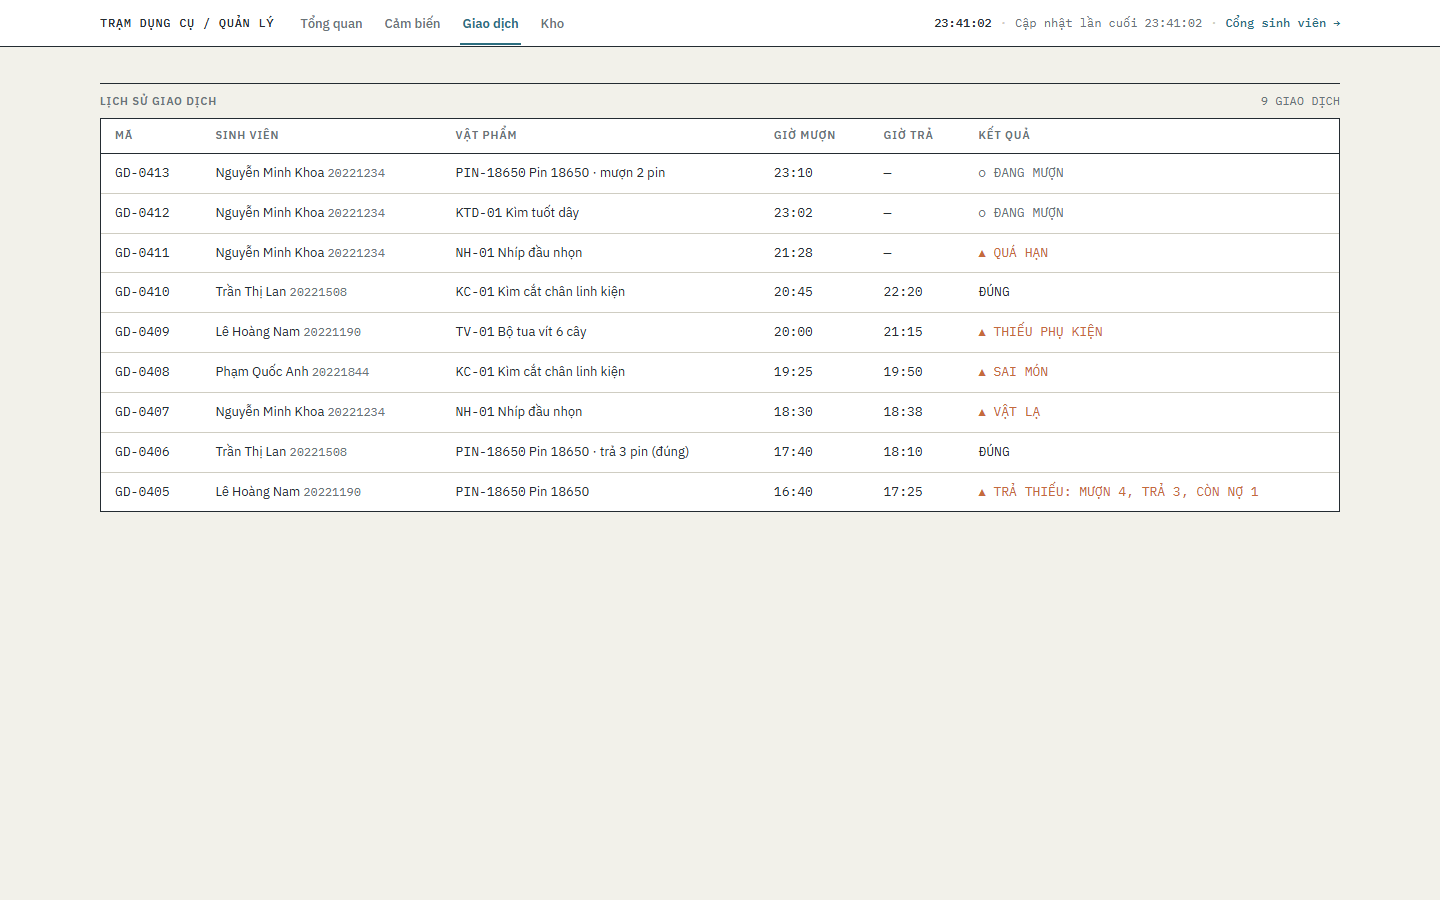 TRẠM DỤNG CỤ / QUẢN LÝ Tổng quan Cảm biến Giao dịch Kho 23:41:02 · Cập nhật lần cuối 23:41:02 · Cổng sinh viên →
LỊCH SỬ GIAO DỊCH 9 GIAO DỊCH
MÃ SINH VIÊN VẬT PHẨM GIỜ MƯỢN GIỜ TRẢ KẾT QUẢ
GD-0413 Nguyễn Minh Khoa 20221234 PIN-18650 Pin 18650 · mượn 2 pin 23:10 — ○ ĐANG MƯỢN
GD-0412 Nguyễn Minh Khoa 20221234 KTD-01 Kìm tuốt dây 23:02 — ○ ĐANG MƯỢN
GD-0411 Nguyễn Minh Khoa 20221234 NH-01 Nhíp đầu nhọn 21:28 — ▲ QUÁ HẠN
GD-0410 Trần Thị Lan 20221508 KC-01 Kìm cắt chân linh kiện 20:45 22:20 ĐÚNG
GD-0409 Lê Hoàng Nam 20221190 TV-01 Bộ tua vít 6 cây 20:00 21:15 ▲ THIẾU PHỤ KIỆN
GD-0408 Phạm Quốc Anh 20221844 KC-01 Kìm cắt chân linh kiện 19:25 19:50 ▲ SAI MÓN
GD-0407 Nguyễn Minh Khoa 20221234 NH-01 Nhíp đầu nhọn 18:30 18:38 ▲ VẬT LẠ
GD-0406 Trần Thị Lan 20221508 PIN-18650 Pin 18650 · trả 3 pin (đúng) 17:40 18:10 ĐÚNG
GD-0405 Lê Hoàng Nam 20221190 PIN-18650 Pin 18650 16:40 17:25 ▲ TRẢ THIẾU: MƯỢN 4, TRẢ 3, CÒN NỢ 1